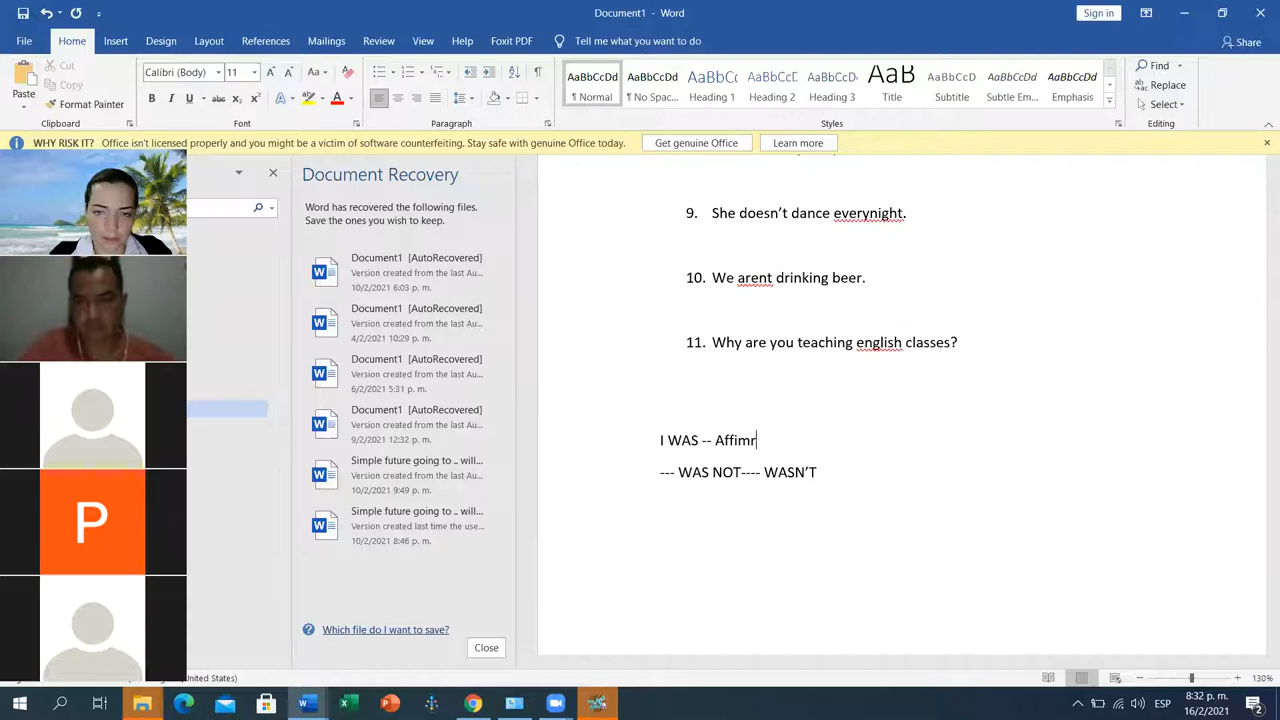 Document1 - Word
Sign in
File Home Insert Design Layout References Mailings Review View Help Foxit PDF Tell me what you want to do Share
Cut
Copy
Format Painter
Paste
Calibri (Body) 11
AaBbCcDd AaBbCcDd AaBbCc AaBbCcD AaBbCcD AaB AaBbCcD AaBbCcDd AaBbCcDd
¶ Normal ¶ No Spac... Heading 1 Heading 2 Heading 3 Title Subtitle Subtle Em... Emphasis
Find
Replace
Select
Clipboard Font Paragraph Styles Editing
WHY RISK IT? Office isn't licensed properly and you might be a victim of software counterfeiting. Stay safe with genuine Office today. Get genuine Office Learn more
Document Recovery
Word has recovered the following files.
Save the ones you wish to keep.
Document1 [AutoRecovered]
Version created from the last Au...
10/2/2021 6:03 p. m.
Document1 [AutoRecovered]
Version created from the last Au...
4/2/2021 10:29 p. m.
Document1 [AutoRecovered]
Version created from the last Au...
6/2/2021 5:31 p. m.
Document1 [AutoRecovered]
Version created from the last Au...
9/2/2021 12:32 p. m.
Simple future going to .. will...
Version created from the last Au...
10/2/2021 9:49 p. m.
Simple future going to .. will...
Version created last time the use...
10/2/2021 8:46 p. m.
Which file do I want to save?
Close
9. She doesn't dance everynight.
10. We arent drinking beer.
11. Why are you teaching english classes?
I WAS -- Affimr
--- WAS NOT---- WASN'T
P
d States)
130%
8:32 p. m.
16/2/2021